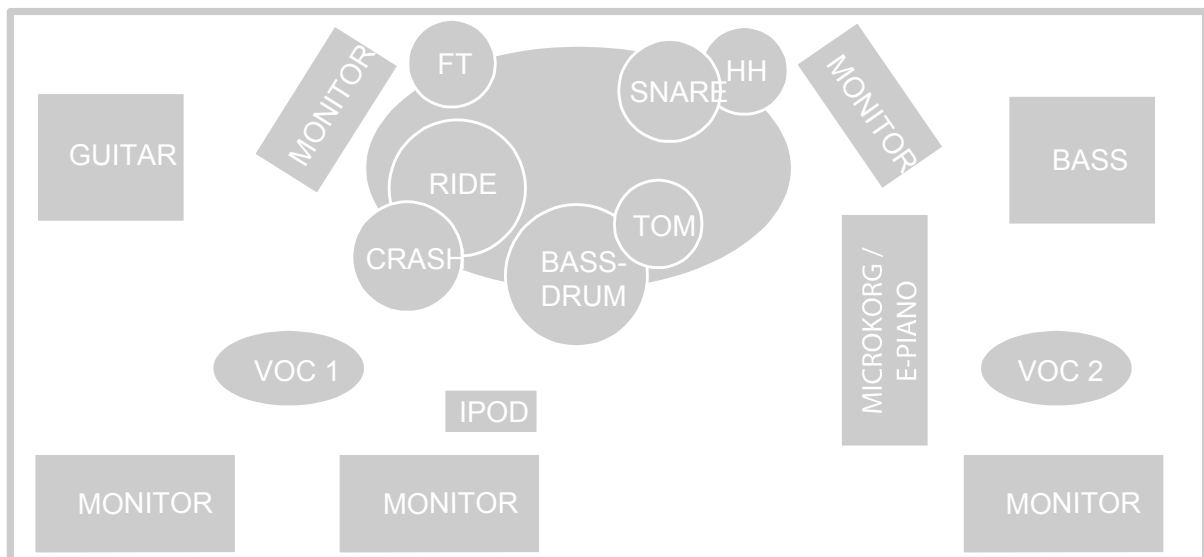 MONITOR
FT
SNARE
HH
MONITOR
GUITAR
RIDE
BASS
CRASH
BASS-
DRUM
TOM
MICROKORG /
E-PIANO
VOC 1
VOC 2
IPOD
MONITOR
MONITOR
MONITOR